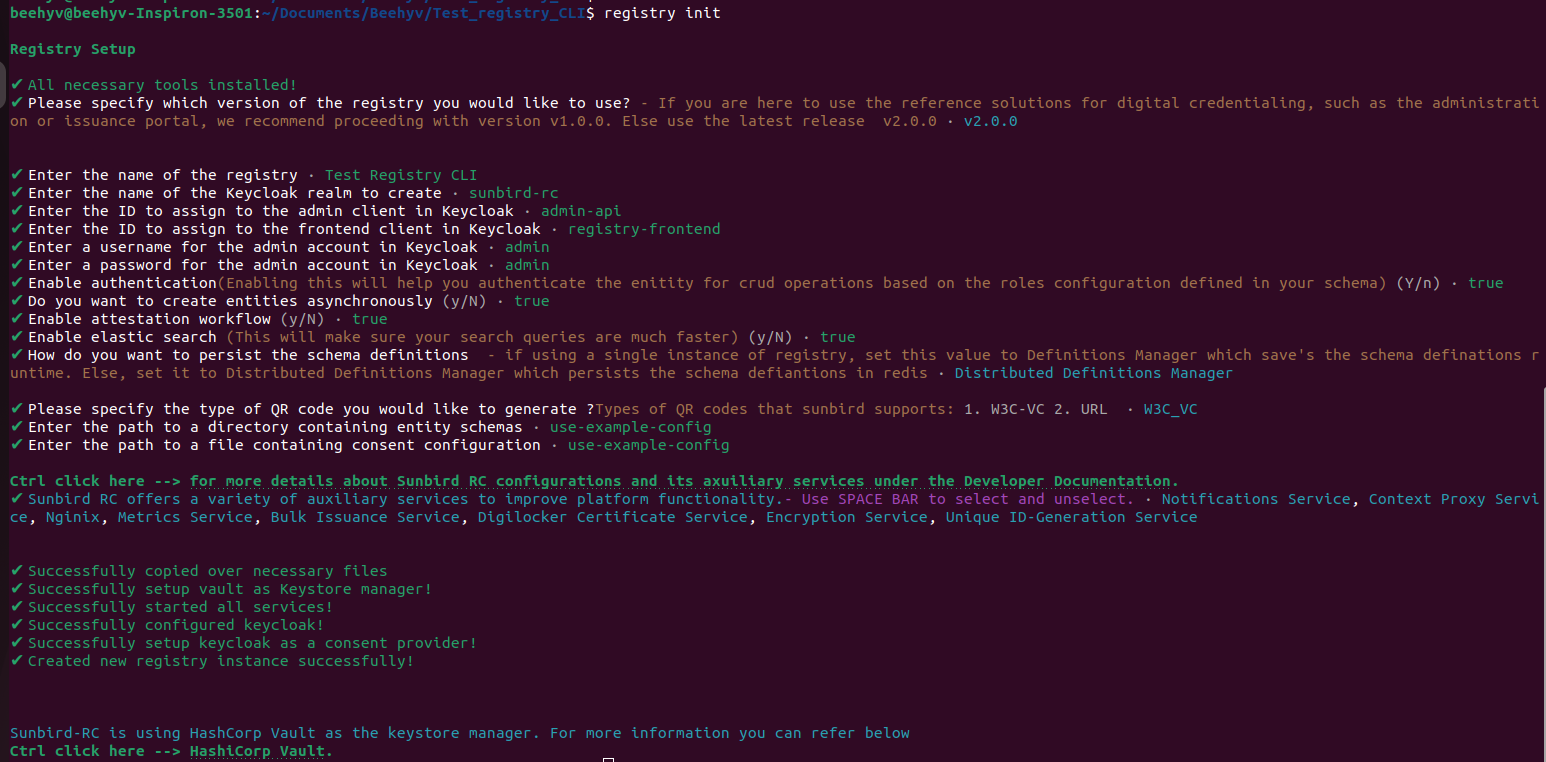 beehyv@beehyv-Inspiron-3501:~/Documents/Beehyv/Test_registry_CLI$ registry init
Registry Setup
✔ All necessary tools installed!
✔ Please specify which version of the registry you would like to use? - If you are here to use the reference solutions for digital credentialing, such as the administrati
on or issuance portal, we recommend proceeding with version v1.0.0. Else use the latest release  v2.0.0 · v2.0.0
✔ Enter the name of the registry · Test Registry CLI
✔ Enter the name of the Keycloak realm to create · sunbird-rc
✔ Enter the ID to assign to the admin client in Keycloak · admin-api
✔ Enter the ID to assign to the frontend client in Keycloak · registry-frontend
✔ Enter a username for the admin account in Keycloak · admin
✔ Enter a password for the admin account in Keycloak · admin
✔ Enable authentication(Enabling this will help you authenticate the enitity for crud operations based on the roles configuration defined in your schema) (Y/n) · true
✔ Do you want to create entities asynchronously (y/N) · true
✔ Enable attestation workflow (y/N) · true
✔ Enable elastic search (This will make sure your search queries are much faster) (y/N) · true
✔ How do you want to persist the schema definitions  - if using a single instance of registry, set this value to Definitions Manager which save's the schema definations r
untime. Else, set it to Distributed Definitions Manager which persists the schema defiantions in redis · Distributed Definitions Manager
✔ Please specify the type of QR code you would like to generate ?Types of QR codes that sunbird supports: 1. W3C-VC 2. URL  · W3C_VC
✔ Enter the path to a directory containing entity schemas · use-example-config
✔ Enter the path to a file containing consent configuration · use-example-config
Ctrl click here --> for more details about Sunbird RC configurations and its axuiliary services under the Developer Documentation.
✔ Sunbird RC offers a variety of auxiliary services to improve platform functionality.- Use SPACE BAR to select and unselect. · Notifications Service, Context Proxy Servi
ce, Nginix, Metrics Service, Bulk Issuance Service, Digilocker Certificate Service, Encryption Service, Unique ID-Generation Service
✔ Successfully copied over necessary files
✔ Successfully setup vault as Keystore manager!
✔ Successfully started all services!
✔ Successfully configured keycloak!
✔ Successfully setup keycloak as a consent provider!
✔ Created new registry instance successfully!
Sunbird-RC is using HashCorp Vault as the keystore manager. For more information you can refer below
Ctrl click here --> HashiCorp Vault.